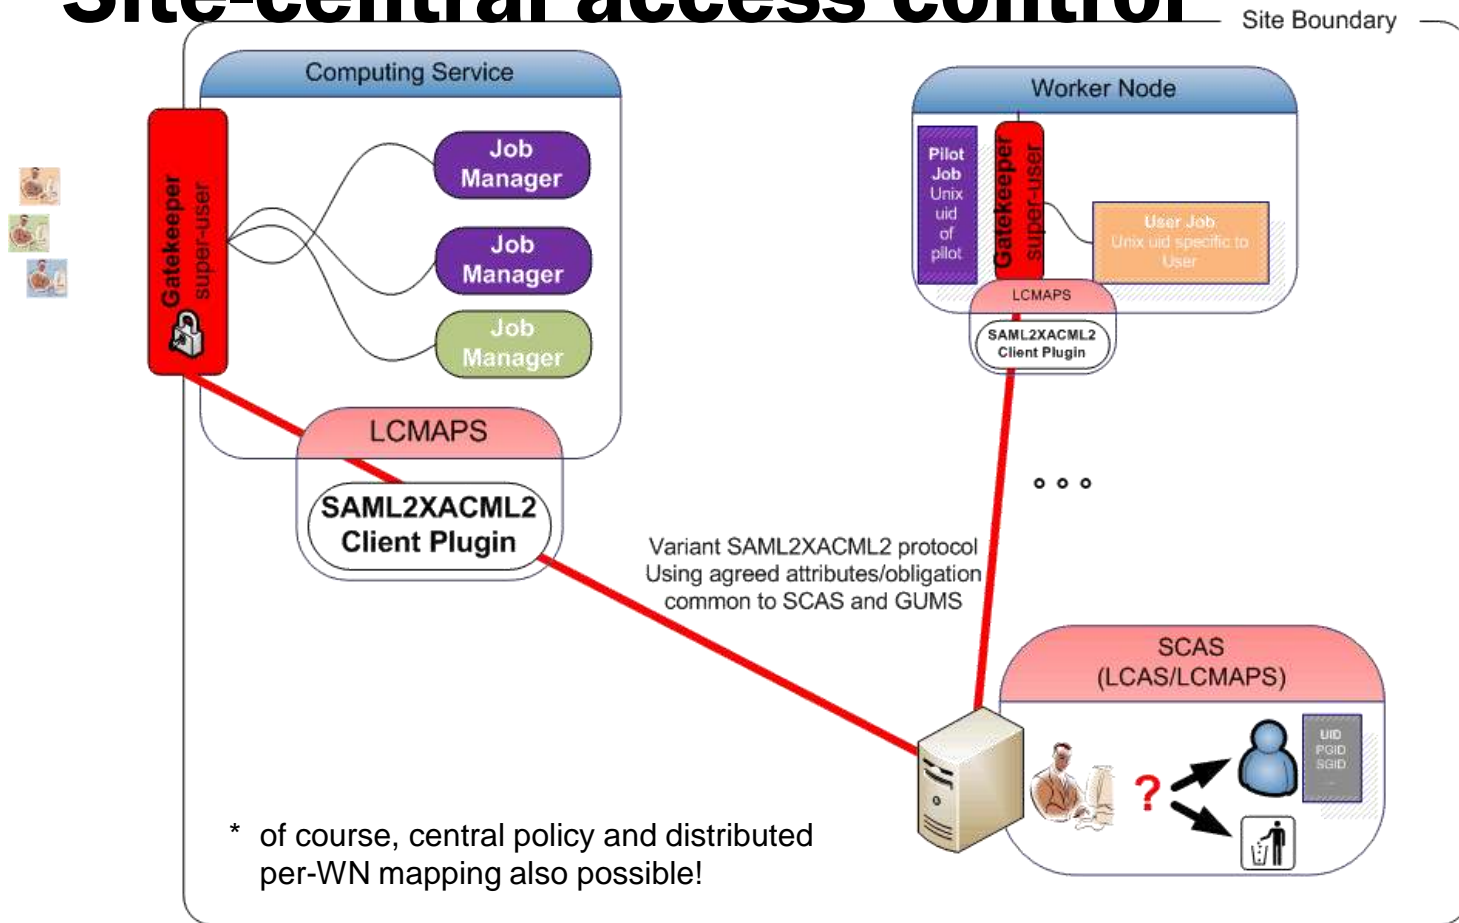 Site-central access control
Site Boundary
Computing Service
Gatekeeper
super-user
Job
Manager
Job
Manager
Job
Manager
LCMAPS
SAML2XACML2
Client Plugin
Worker Node
Pilot
Job
Unix
uid
of
pilot
Gatekeeper
super-user
User Job
Unix uid specific to
User
LCMAPS
SAML2XACML2
Client Plugin
Variant SAML2XACML2 protocol
Using agreed attributes/obligation
common to SCAS and GUMS
SCAS
(LCAS/LCMAPS)
?
UID
PGID
SGID
...
* of course, central policy and distributed
per-WN mapping also possible!